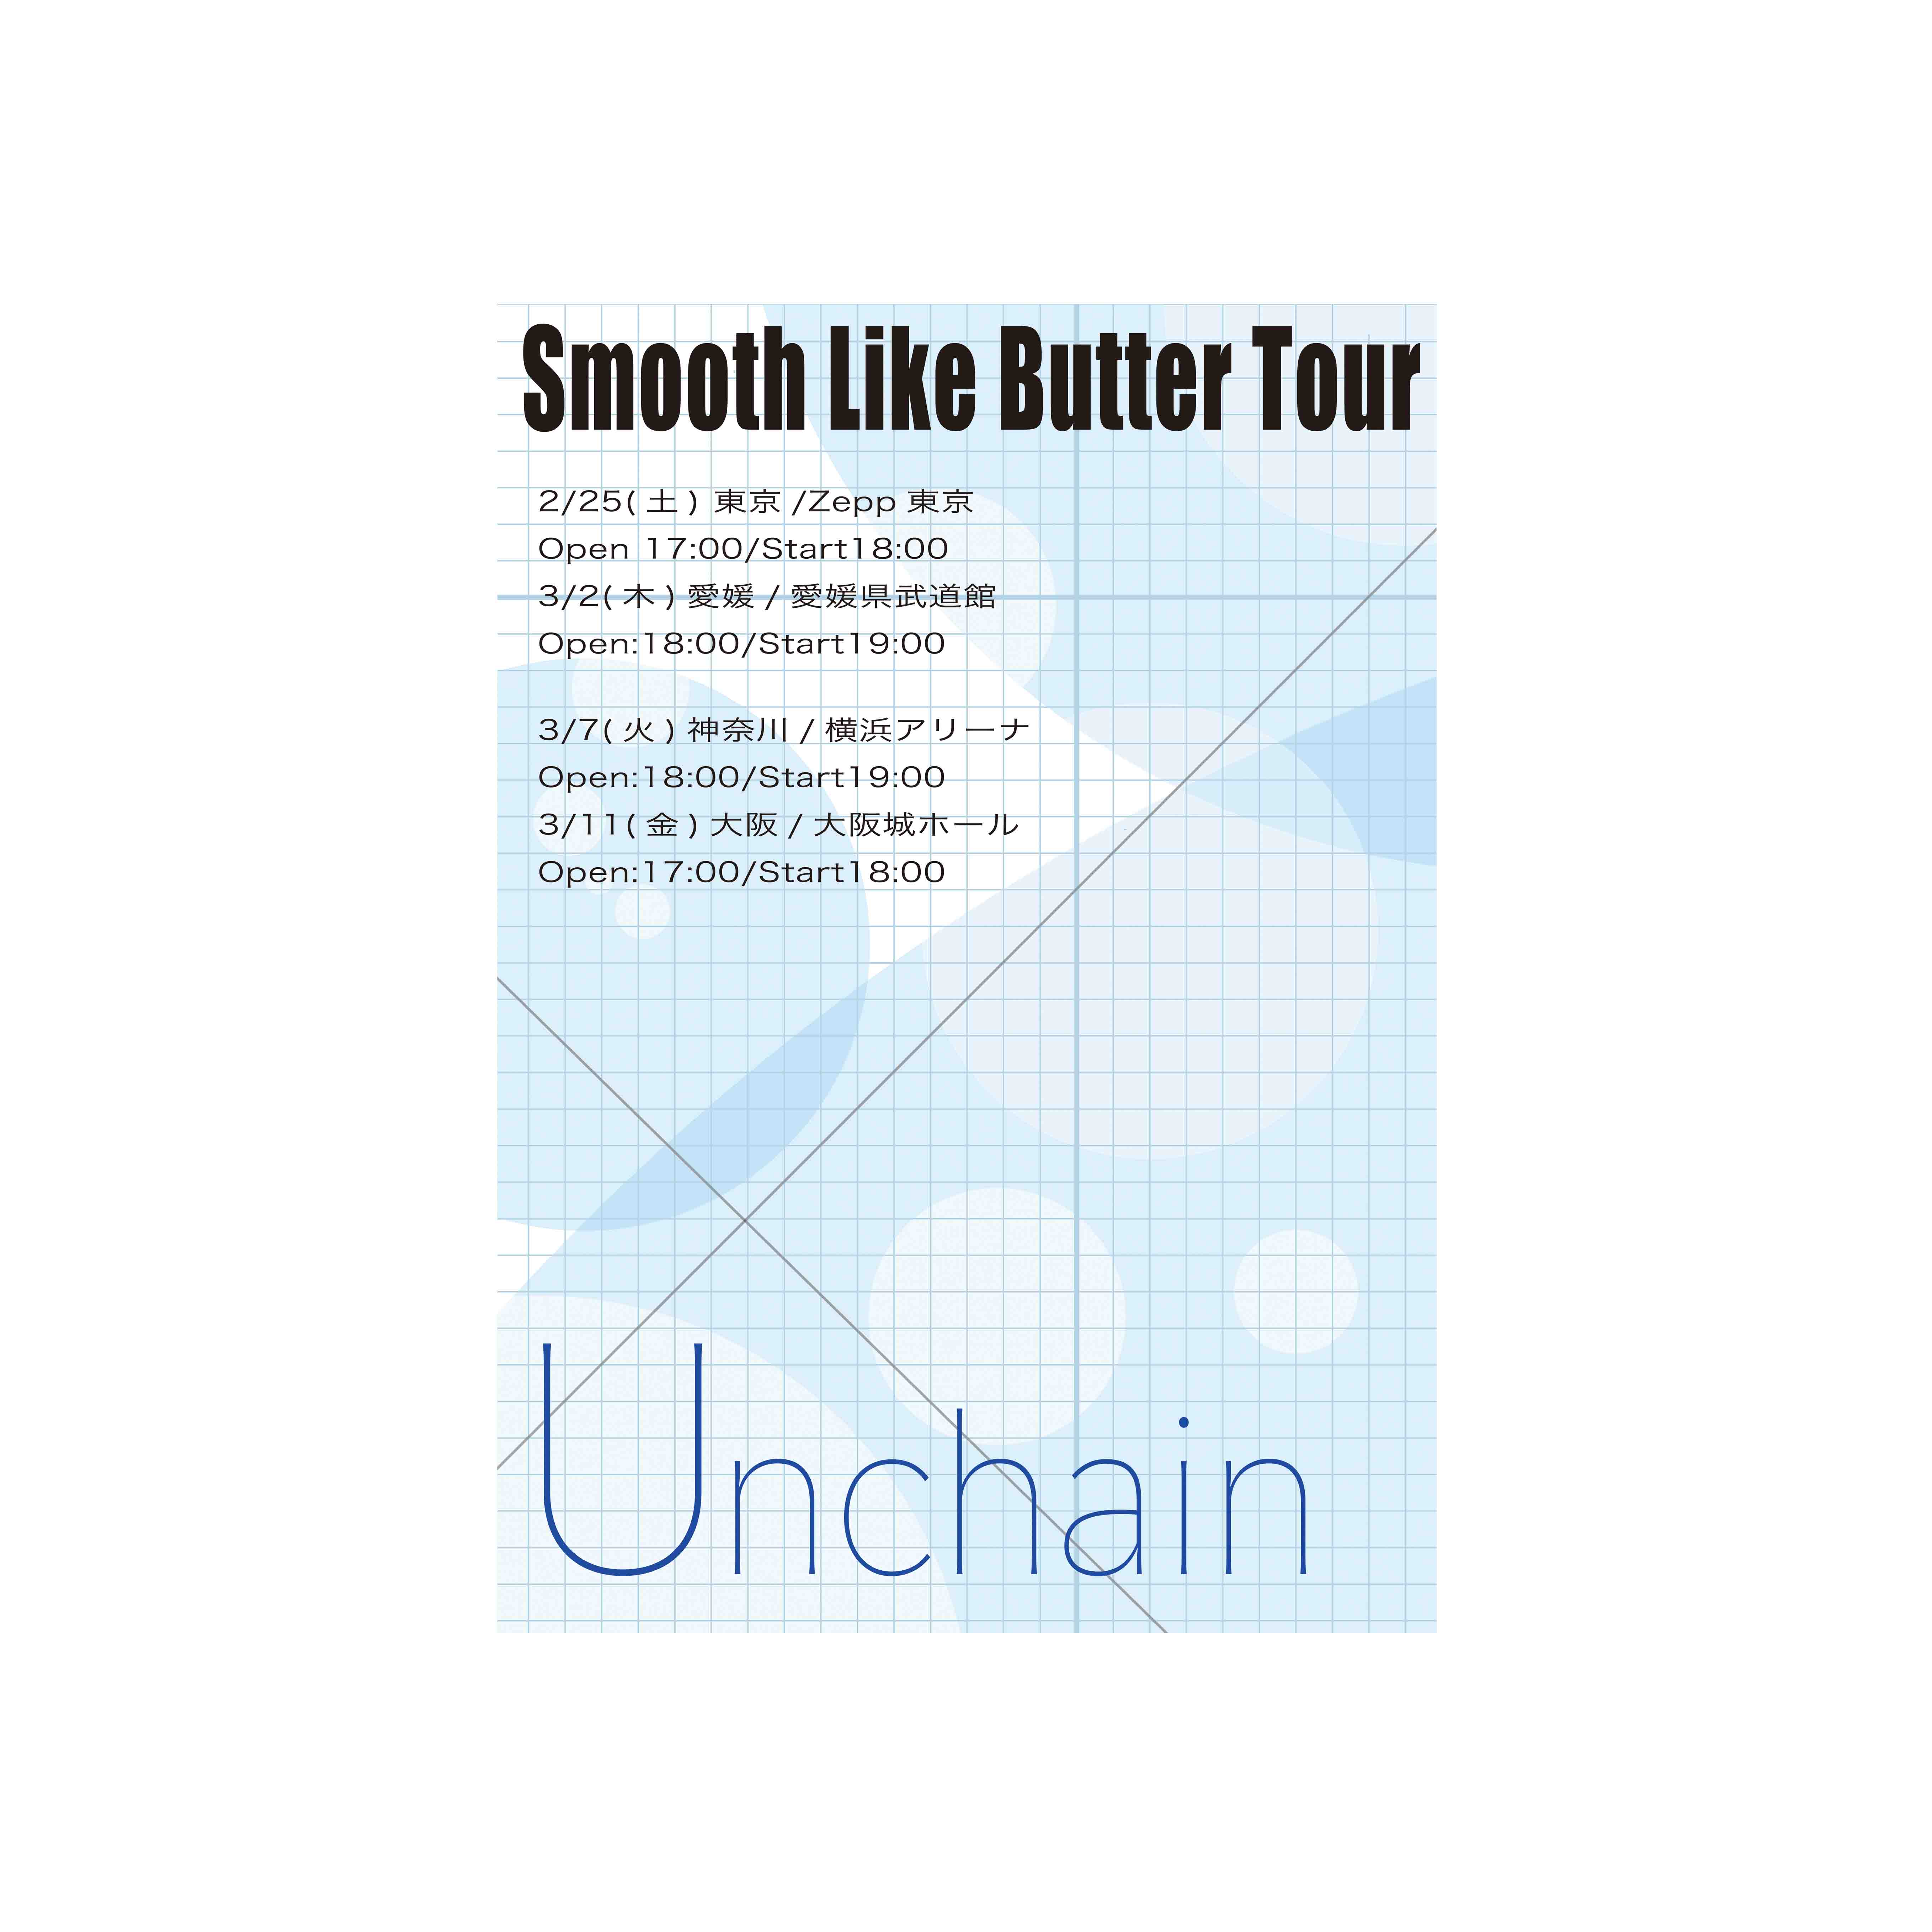 Smooth Like Butter Tour
2/25(土) 東京 /Zepp 東京
Open 17:00/Start18:00
3/2(木) 愛媛 / 愛媛県武道館
Open:18:00/Start19:00
3/7(火) 神奈川 / 横浜アリーナ
Open:18:00/Start19:00
3/11(金) 大阪 / 大阪城ホール
Open:17:00/Start18:00
Unchain